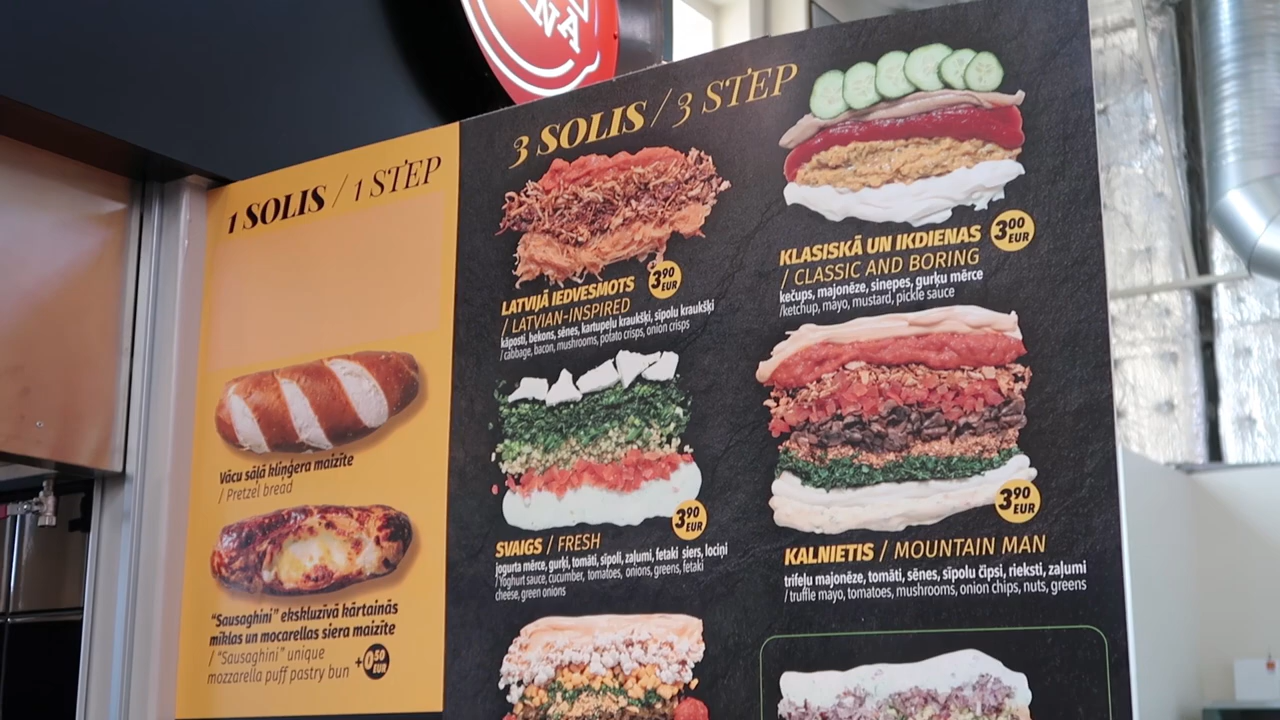 NA
1 SOLIS / 1 STEP
Vācu sāļā kliņģera maizīte
/ Pretzel bread
"Sausaghini" ekskluzīvā kārtainās
mīklas un mocarellas siera maizīte
/ "Sausaghini" unique
mozzarella puff pastry bun
+0 50
EUR
3 SOLIS / 3 STEP
LATVIJĀ IEDVESMOTS
/ LATVIAN-INSPIRED
3 90
EUR
kāposti, bekons, sēnes, kartupeļu kraukšķi, sīpolu kraukšķi
/ cabbage, bacon, mushrooms, potato crisps, onion crisps
KLASISKĀ UN IKDIENAS
/ CLASSIC AND BORING
3 00
EUR
kečups, majonēze, sinepes, gurķu mērce
/ketchup, mayo, mustard, pickle sauce
3 90
EUR
SVAIGS / FRESH
jogurta mērce, gurķi, tomāti, sīpoli, zaļumi, fetaki siers, lociņi
/Yoghurt sauce, cucumber, tomatoes, onions, greens, fetaki
cheese, green onions
3 90
EUR
KALNIETIS / MOUNTAIN MAN
trifeļu majonēze, tomāti, sēnes, sīpolu čipsi, rieksti, zaļumi
/ truffle mayo, tomatoes, mushrooms, onion chips, nuts, greens